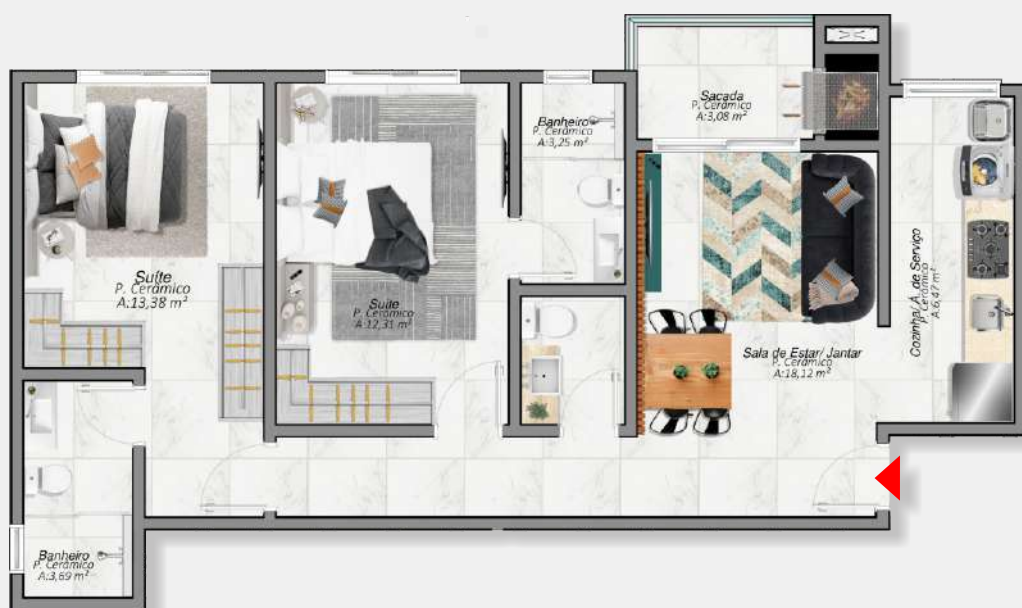 Sacada
P. Cerâmico
A:3,08 m²
Banheiro
P. Cerâmico
A:3,25 m²
Suíte
P. Cerâmico
A:13,38 m²
Suíte
P. Cerâmico
A:12,31 m²
Sala de Estar/ Jantar
P. Cerâmico
A:18,12 m²
Cozinha/ A. de Serviço
P. Cerâmico
A:6,47 m²
Banheiro
P. Cerâmico
A:3,69 m²